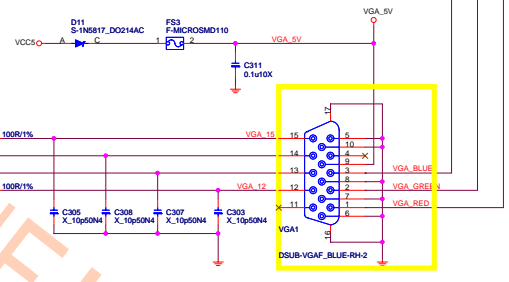 VGA_5V
D11
S-1N5817_DO214AC
FS3
F-MICROSMD110
VCC5
A
C
1
2
VGA_5V
C311
0.1u10X
17
100R/1%
VGA_15
15
5
10
14
4
9
13
3
VGA_BLUE
8
100R/1%
VGA_12
12
2
VGA_GREEN
7
11
1
VGA_RED
6
C305
X_10p50N4
C308
X_10p50N4
C307
X_10p50N4
C303
X_10p50N4
VGA1
16
DSUB-VGAF_BLUE-RH-2